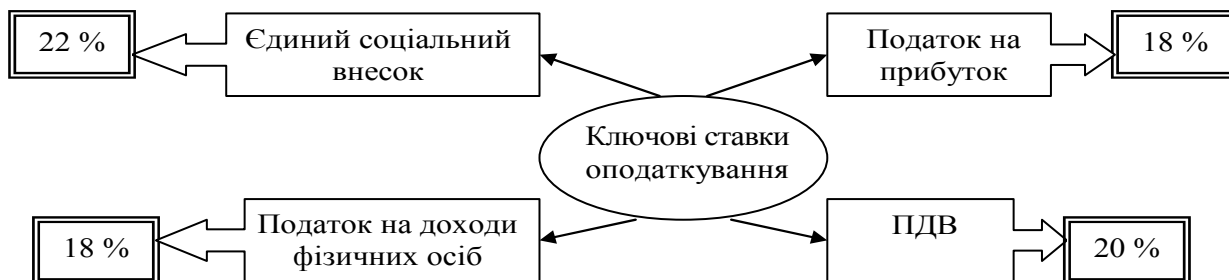 22 %
Єдиний соціальний
внесок
Податок на
прибуток
18 %
Ключові ставки
оподаткування
18 %
Податок на доходи
фізичних осіб
ПДВ
20 %